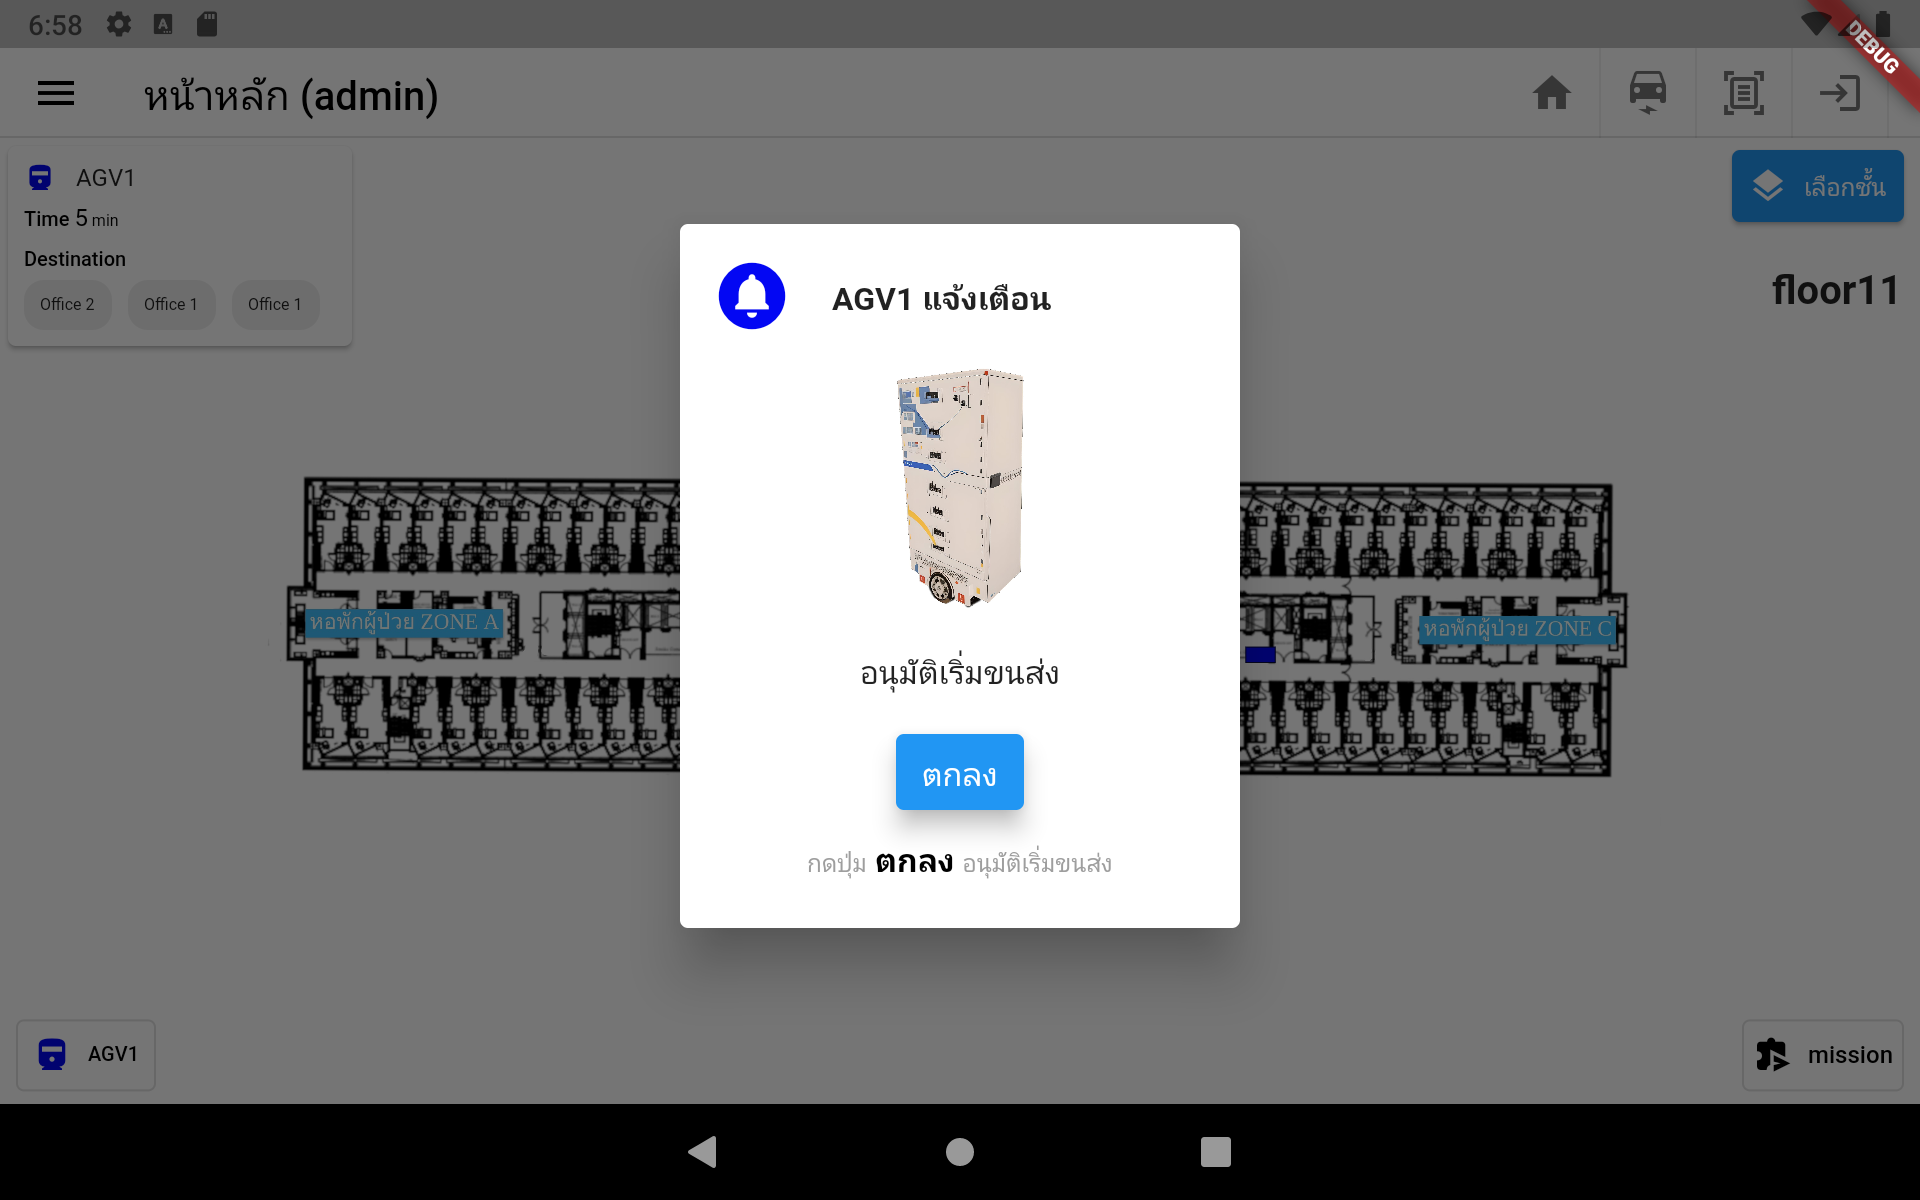 6:58
DEBUG
หน้าหลัก (admin)
AGV1
Time 5 min
Destination
Office 2 Office 1 Office 1
เลือกชั้น
floor11
AGV1 แจ้งเตือน
อนุมัติเริ่มขนส่ง
ตกลง
กดปุ่ม ตกลง อนุมัติเริ่มขนส่ง
หอพักผู้ป่วย ZONE A
หอพักผู้ป่วย ZONE C
AGV1
mission